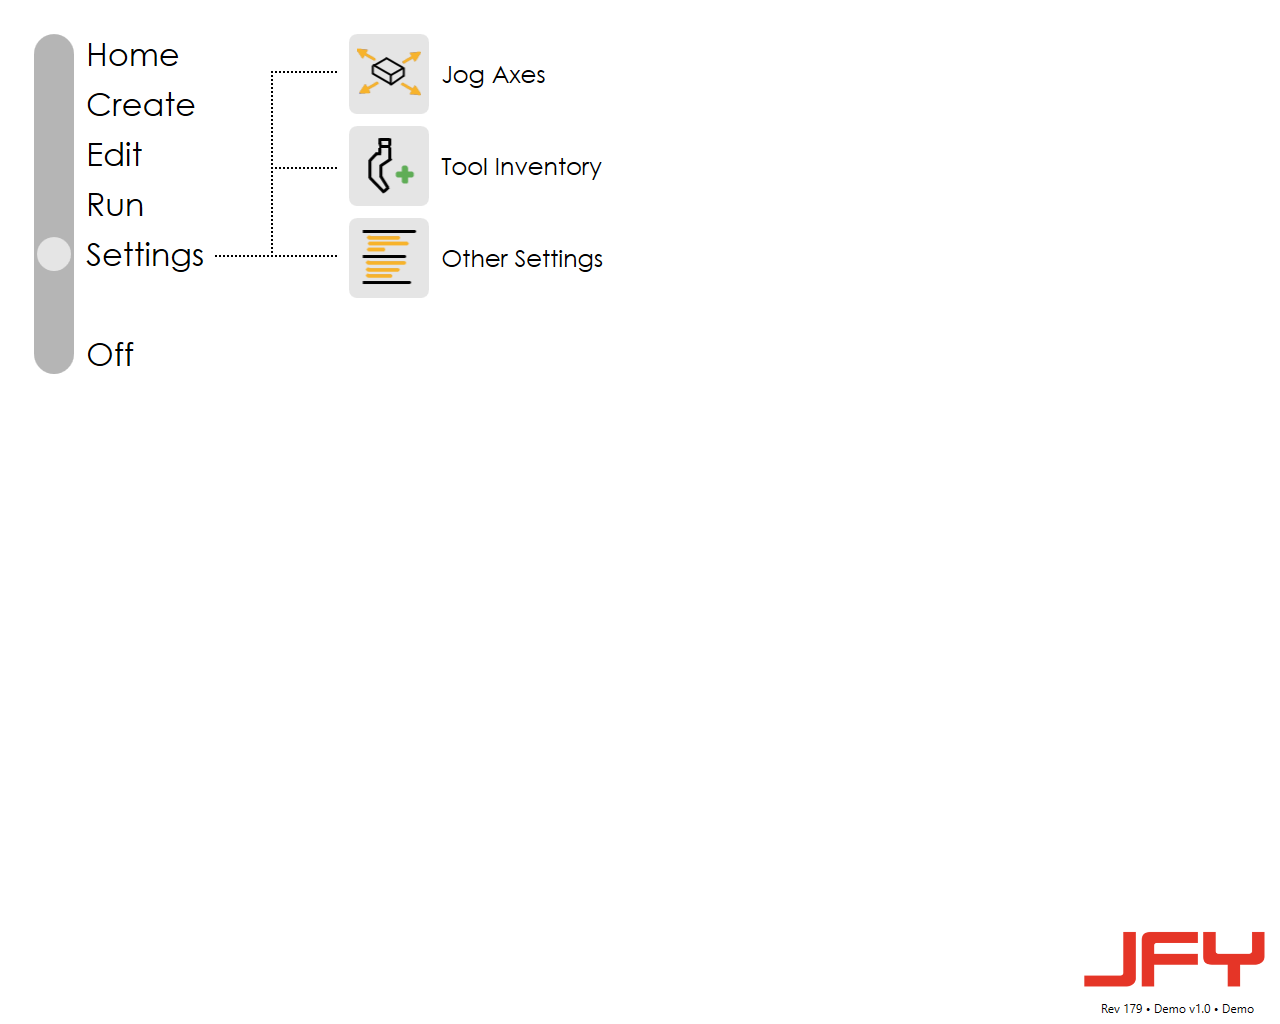 Home
Create
Edit
Run
Settings
Off
Jog Axes
Tool Inventory
Other Settings
JFY
Rev 179 • Demo v1.0 • Demo